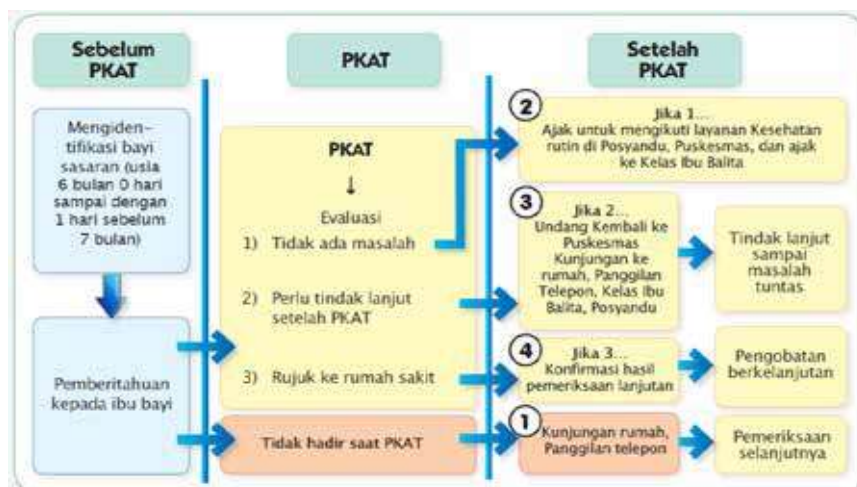 Sebelum
PKAT
PKAT
Setelah
PKAT
Mengiden-
tifikasi bayi
sasaran (usia
6 bulan 0 hari
sampai dengan
1 hari sebelum
7 bulan)
Pemberitahuan
kepada ibu bayi
PKAT
↓
Evaluasi
1) Tidak ada masalah
2) Perlu tindak lanjut
setelah PKAT
3) Rujuk ke rumah sakit
Tidak hadir saat PKAT
2
Jika 1...
Ajak untuk mengikuti layanan Kesehatan
rutin di Posyandu, Puskesmas, dan ajak
ke Kelas Ibu Balita
3
Jika 2...
Undang Kembali ke
Puskesmas
Kunjungan ke
rumah, Panggilan
Telepon, Kelas Ibu
Balita, Posyandu
Tindak lanjut
sampai
masalah
tuntas
4
Jika 3...
Konfirmasi hasil
pemeriksaan lanjutan
Pengobatan
berkelanjutan
1
Kunjungan rumah,
Panggilan telepon
Pemeriksaan
selanjutnya